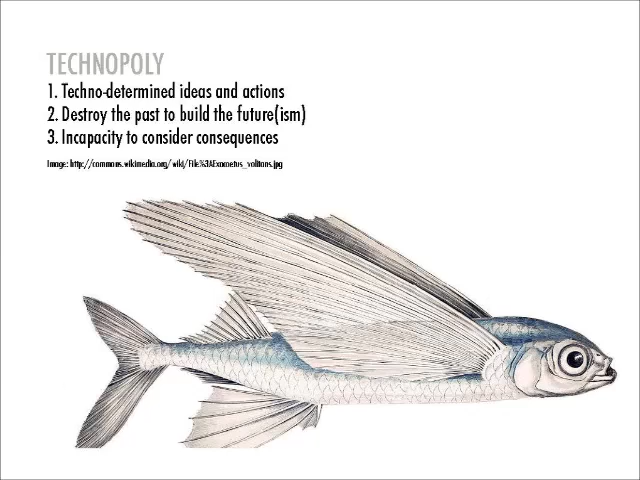 TECHNOPOLY
1. Techno-determined ideas and actions
2. Destroy the past to build the future(ism)
3. Incapacity to consider consequences
Image: http://commons.wikimedia.org/wiki/File%3AExocoetus_volitans.jpg